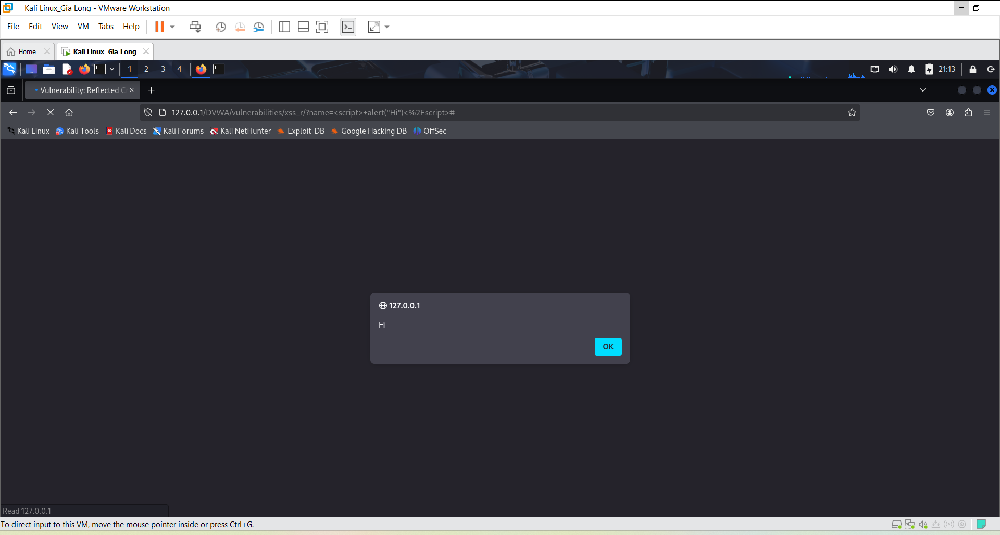 Kali Linux_Gia Long - VMware Workstation
File Edit View VM Tabs Help
Home Kali Linux_Gia Long
1 2 3 4 21:13
Vulnerability: Reflected C
127.0.0.1/DVWA/vulnerabilities/xss_r/?name=<script>+alert("Hi")<%2Fscript>#
Kali Linux Kali Tools Kali Docs Kali Forums Kali NetHunter Exploit-DB Google Hacking DB OffSec
127.0.0.1
Hi
OK
Read 127.0.0.1
To direct input to this VM, move the mouse pointer inside or press Ctrl+G.